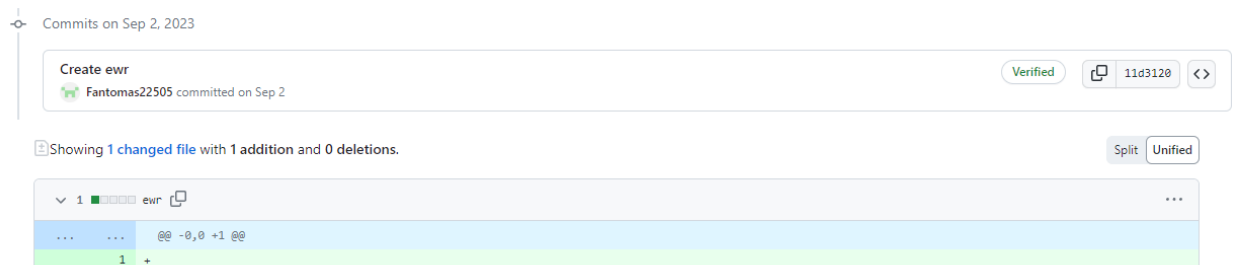 Commits on Sep 2, 2023
Create ewr
Verified
11d3120
Fantomas22505 committed on Sep 2
Showing 1 changed file with 1 addition and 0 deletions.
Split Unified
1 ewr ...
... ... @@ -0,0 +1 @@
1 +